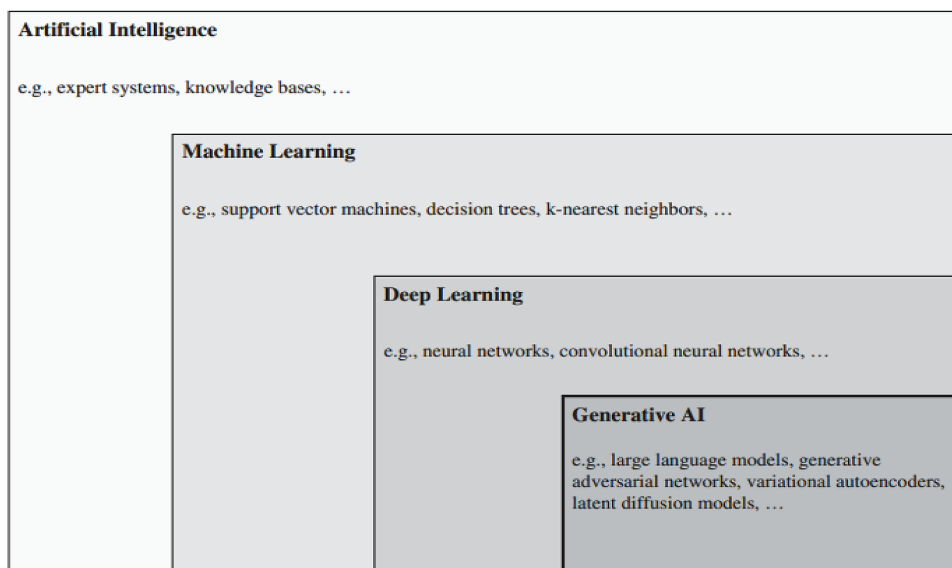 Artificial Intelligence
e.g., expert systems, knowledge bases, …
Machine Learning
e.g., support vector machines, decision trees, k-nearest neighbors, …
Deep Learning
e.g., neural networks, convolutional neural networks, …
Generative AI
e.g., large language models, generative
adversarial networks, variational autoencoders,
latent diffusion models, …